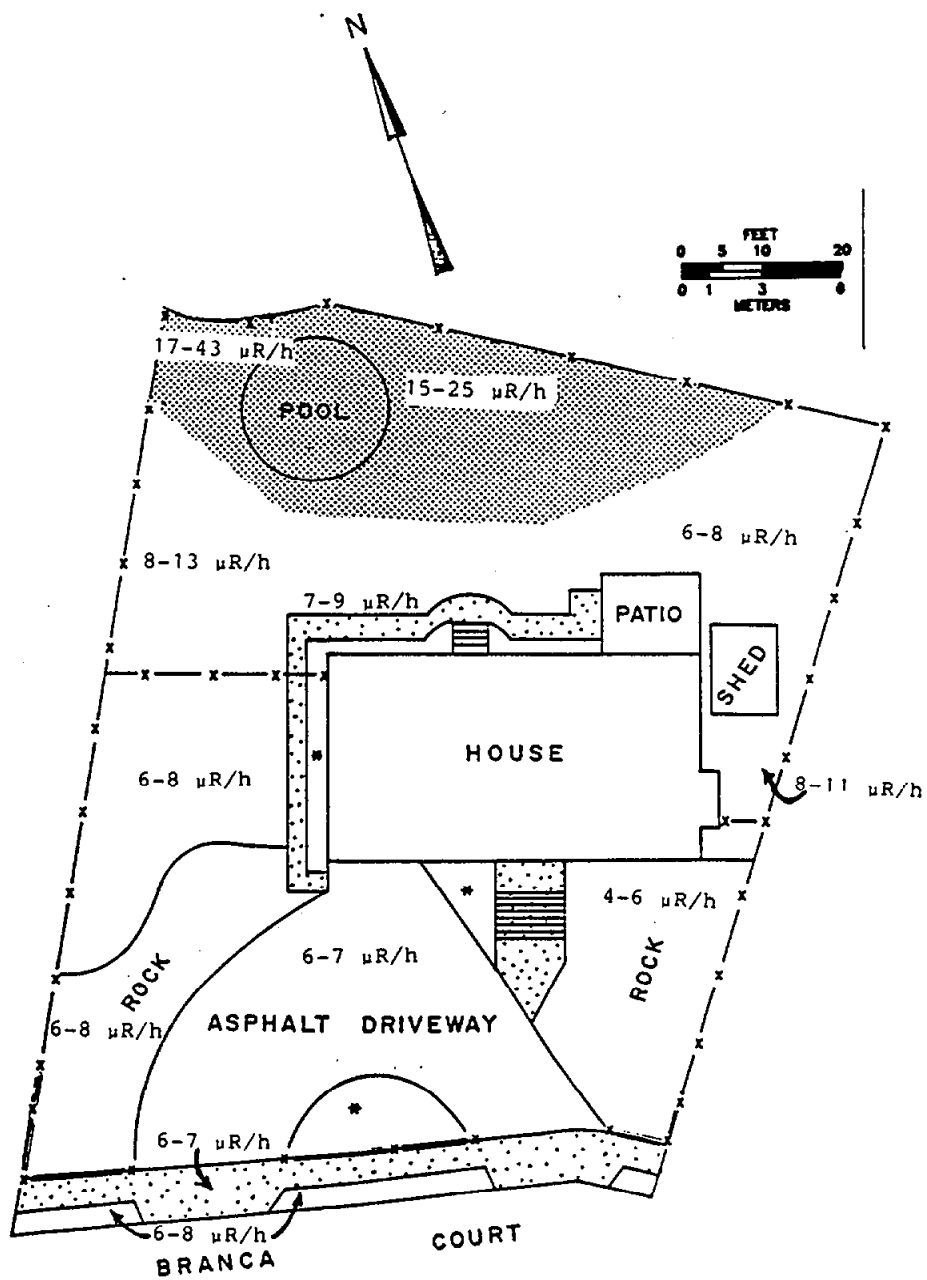 N
FEET
0 5 10 20
0 1 3 6
METERS
17-43 µR/h
15-25 µR/h
POOL
6-8 µR/h
8-13 µR/h
7-9 µR/h
PATIO
SHED
HOUSE
6-8 µR/h
8-11 µR/h
*
*
4-6 µR/h
ROCK
6-7 µR/h
ROCK
6-8 µR/h
ASPHALT DRIVEWAY
*
6-7 µR/h
6-8 µR/h
BRANCA COURT